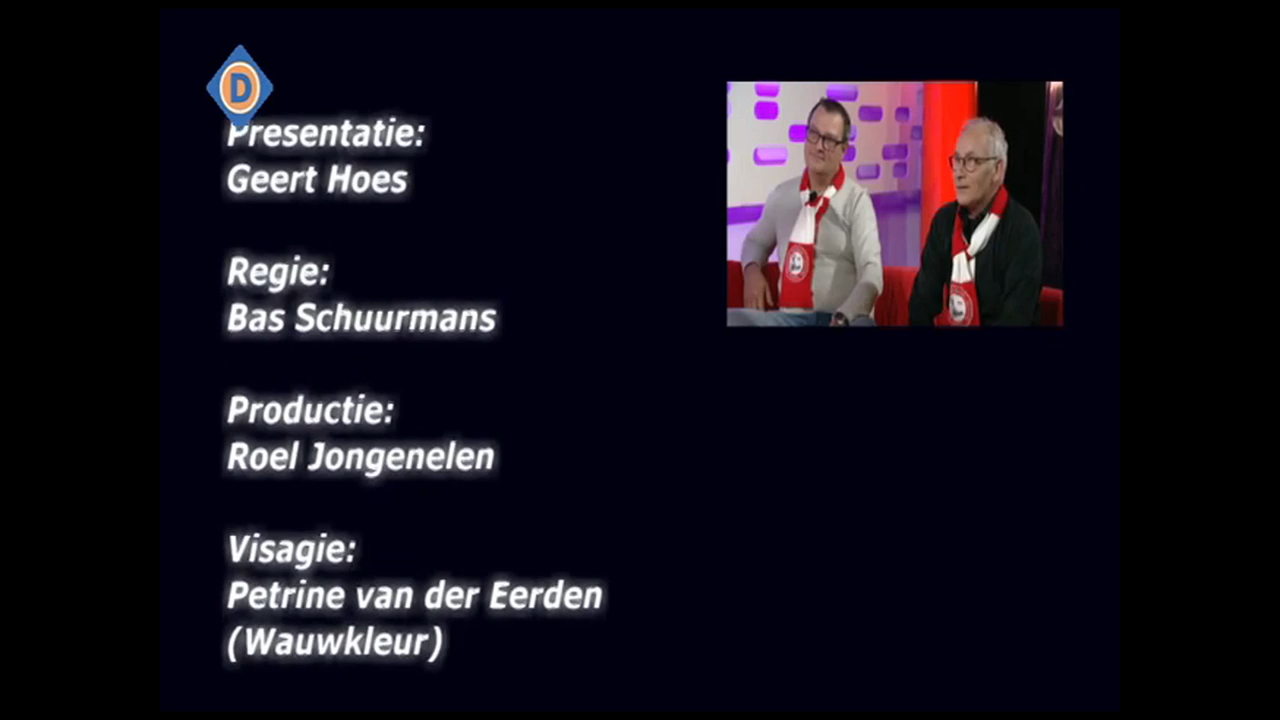 D
Presentatie:
Geert Hoes
Regie:
Bas Schuurmans
Productie:
Roel Jongenelen
Visagie:
Petrine van der Eerden
(Wauwkleur)